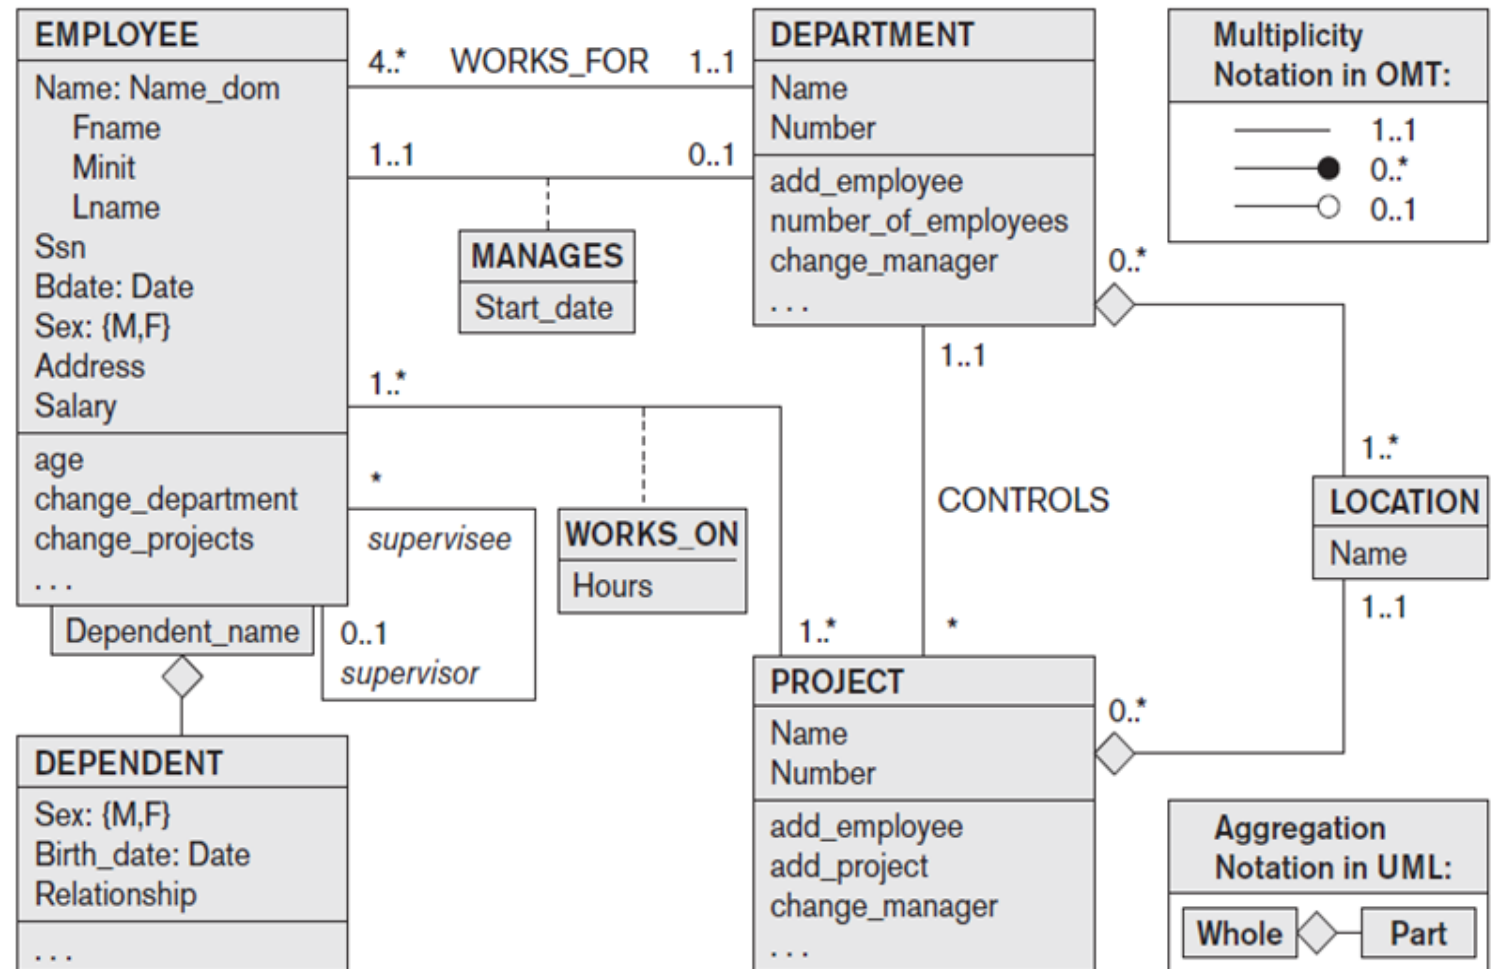 EMPLOYEE
Name: Name_dom
Fname
Minit
Lname
Ssn
Bdate: Date
Sex: {M,F}
Address
Salary
age
change_department
change_projects
. . .
Dependent_name
DEPENDENT
Sex: {M,F}
Birth_date: Date
Relationship
. . .
4..* WORKS_FOR 1..1
1..1 0..1
MANAGES
Start_date
1..*
*
supervisee
0..1
supervisor
WORKS_ON
Hours
1..*
DEPARTMENT
Name
Number
add_employee
number_of_employees
change_manager
. . .
1..1
CONTROLS
*
PROJECT
Name
Number
add_employee
add_project
change_manager
. . .
Multiplicity
Notation in OMT:
1..1
0..*
0..1
0..*
1..*
LOCATION
Name
1..1
0..*
Aggregation
Notation in UML:
Whole Part